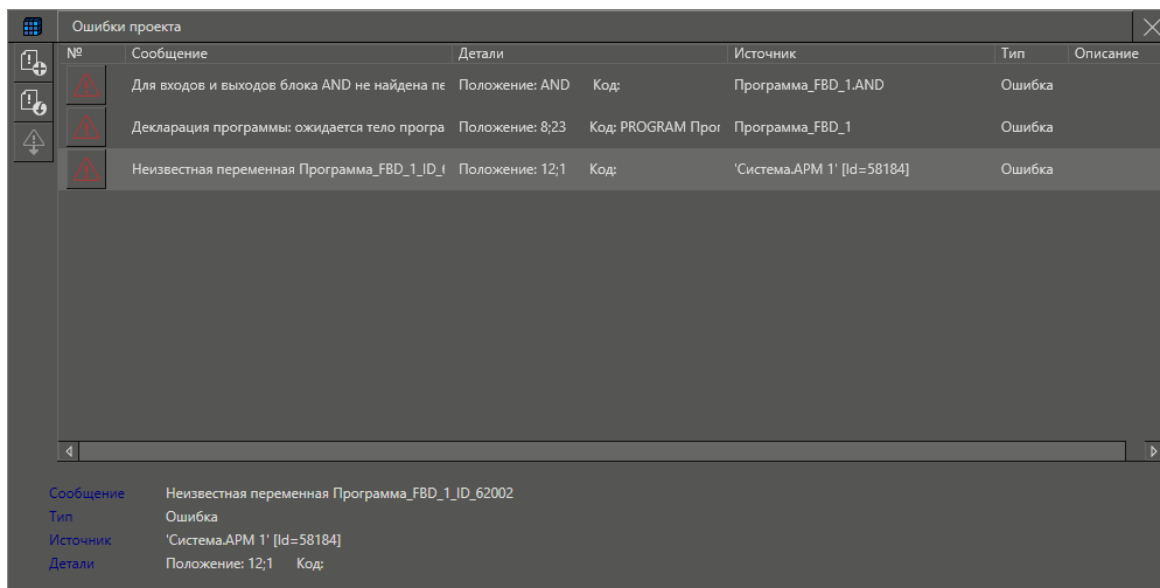 Ошибки проекта
№ Сообщение Детали Источник Тип Описание
Для входов и выходов блока AND не найдена пе Положение: AND Код: Программа_FBD_1.AND Ошибка
Декларация программы: ожидается тело програ Положение: 8;23 Код: PROGRAM Прог Программа_FBD_1 Ошибка
Неизвестная переменная Программа_FBD_1_ID_6 Положение: 12;1 Код: 'Система.АРМ 1' [Id=58184] Ошибка
Сообщение Неизвестная переменная Программа_FBD_1_ID_62002
Тип Ошибка
Источник 'Система.АРМ 1' [Id=58184]
Детали Положение: 12;1 Код: